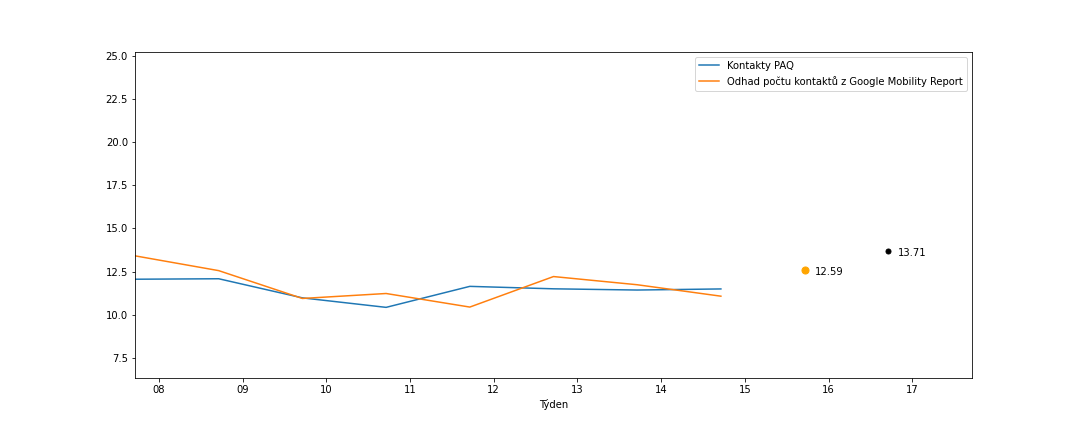 25.0
22.5
20.0
17.5
15.0
12.5
10.0
7.5
Kontakty PAQ
Odhad počtu kontaktů z Google Mobility Report
13.71
12.59
08 09 10 11 12 13 14 15 16 17
Týden